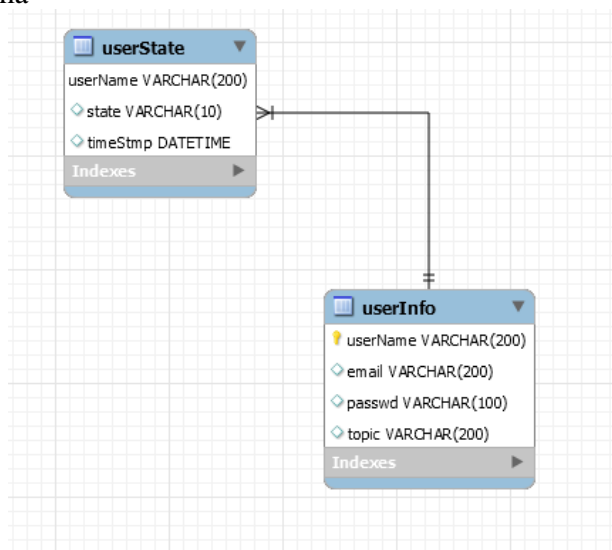 userState
userName VARCHAR(200)
state VARCHAR(10)
timeStmp DATETIME
Indexes
userInfo
userName VARCHAR(200)
email VARCHAR(200)
passwd VARCHAR(100)
topic VARCHAR(200)
Indexes